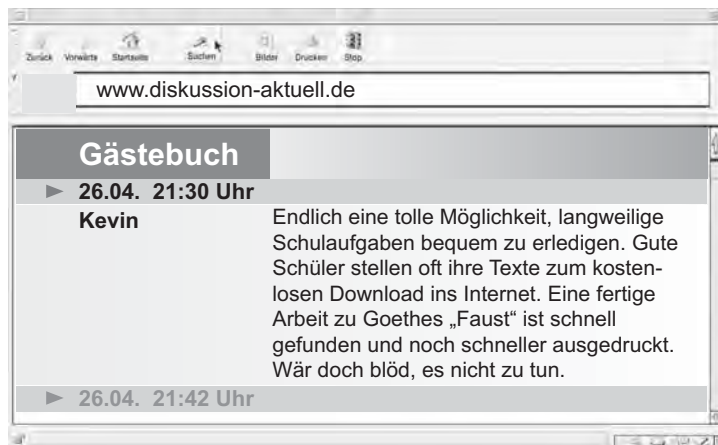 Zurück Vorwärts Startseite Suchen Bilder Drucken Stop
www.diskussion-aktuell.de
Gästebuch
26.04. 21:30 Uhr
Kevin
Endlich eine tolle Möglichkeit, langweilige
Schulaufgaben bequem zu erledigen. Gute
Schüler stellen oft ihre Texte zum kosten-
losen Download ins Internet. Eine fertige
Arbeit zu Goethes „Faust“ ist schnell
gefunden und noch schneller ausgedruckt.
Wär doch blöd, es nicht zu tun.
26.04. 21:42 Uhr